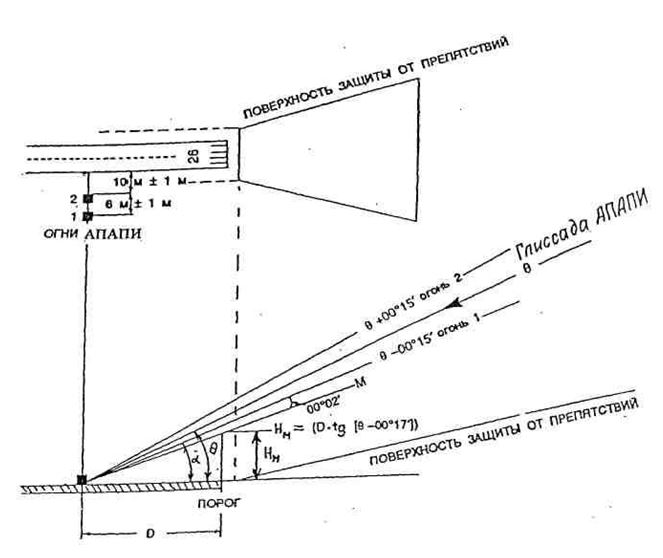 ПОВЕРХНОСТЬ ЗАЩИТЫ ОТ ПРЕПЯТСТВИЙ
26
10 м ± 1 м
2
6 м ± 1 м
1
ОГНИ АПАПИ
Глиссада АПАПИ
θ
θ +00°15′ огонь 2
θ –00°15′ огонь 1
М
00°02′
Hм = (D·tg [θ –00°17′])
Hм
α
θ
ПОВЕРХНОСТЬ ЗАЩИТЫ ОТ ПРЕПЯТСТВИЙ
ПОРОГ
D